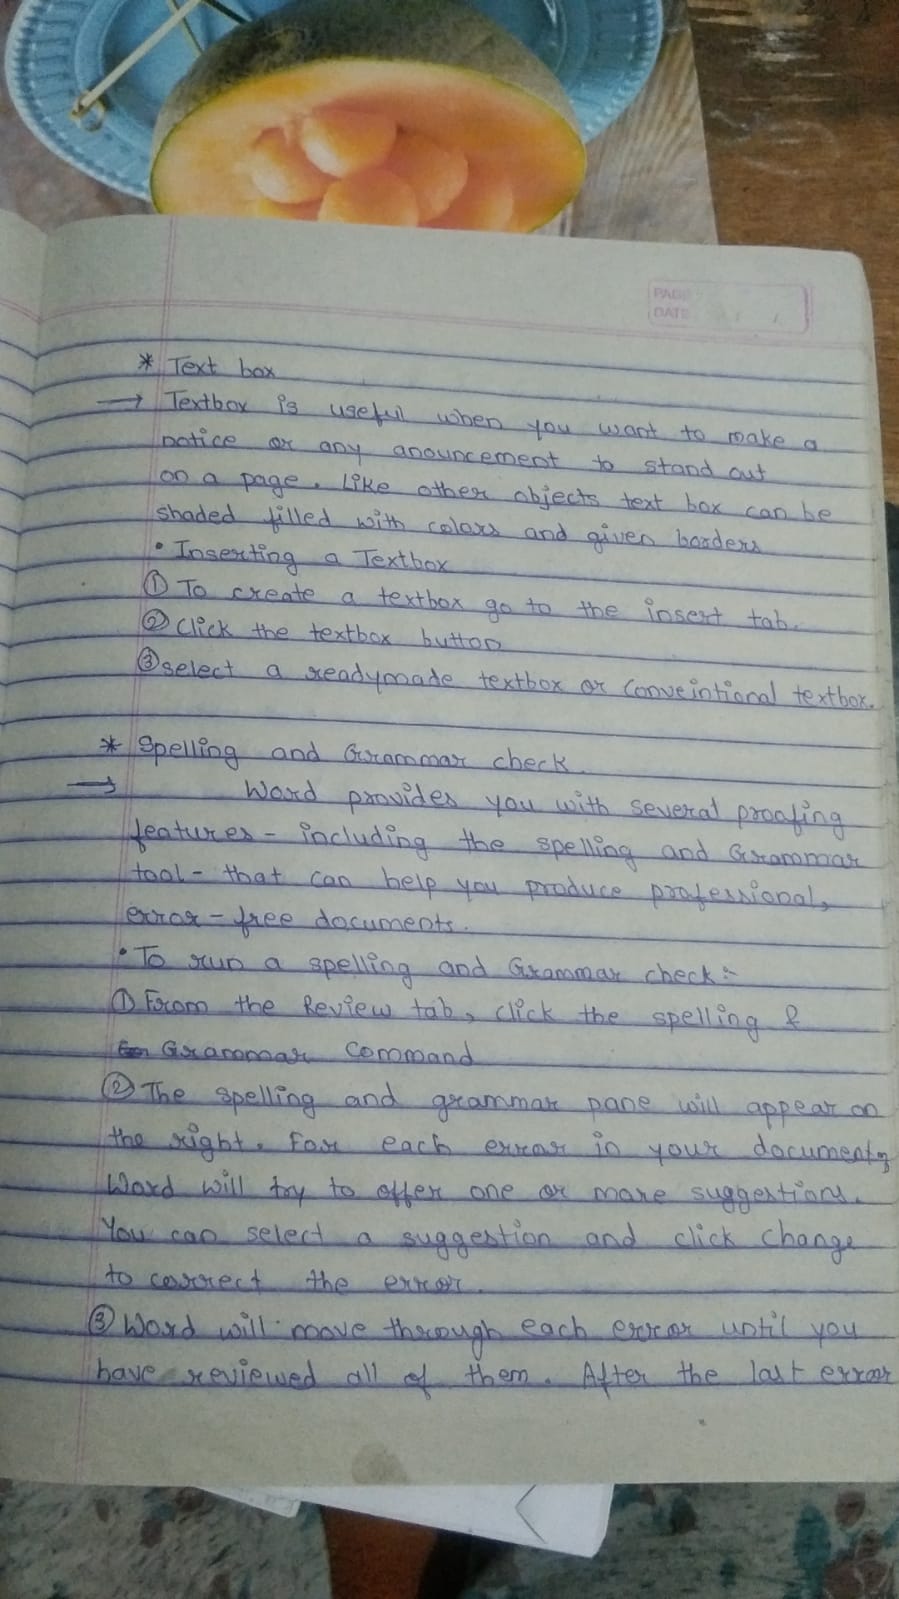 PAGE
DATE / /
* Text box
→ Textbox is useful when you want to make a
notice or any anouncement to stand out
on a page. Like other objects text box can be
shaded filled with colors and given borders
• Inserting a Textbox
① To create a textbox go to the insert tab.
② Click the textbox button
③ select a readymade textbox or Conveintional textbox.
* Spelling and Grammar check.
→ Word provides you with several proofing
features - including the spelling and Grammar
tool - that can help you produce professional,
error - free documents.
• To run a spelling and Grammar check :-
① From the Review tab, click the spelling &
Grammar Command
② The spelling and grammar pane will appear on
the right. For each error in your document,
Word will try to offer one or more suggestions.
You can select a suggestion and click change
to correct the error.
③ Word will move through each error until you
have reviewed all of them. After the last error